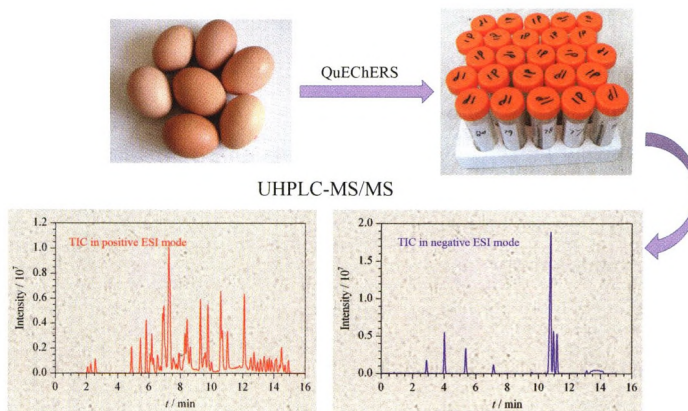 QuEChERS
UHPLC-MS/MS
TIC in positive ESI mode
Intensity / 10⁷
1.2
1.0
0.8
0.6
0.4
0.2
0.0
0 2 4 6 8 10 12 14 16
t / min
TIC in negative ESI mode
Intensity / 10⁷
2.0
1.5
1.0
0.5
0.0
0 2 4 6 8 10 12 14 16
t / min